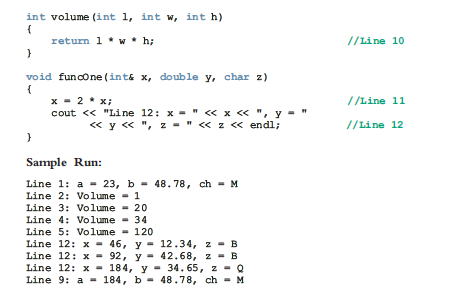 int volume(int l, int w, int h)
{
    return l * w * h;                          //Line 10
}

void funcOne(int& x, double y, char z)
{
    x = 2 * x;                                 //Line 11
    cout << "Line 12: x = " << x << ", y = "
         << y << ", z = " << z << endl;        //Line 12
}

Sample Run:

Line 1: a = 23, b = 48.78, ch = M
Line 2: Volume = 1
Line 3: Volume = 20
Line 4: Volume = 34
Line 5: Volume = 120
Line 12: x = 46, y = 12.34, z = B
Line 12: x = 92, y = 42.68, z = B
Line 12: x = 184, y = 34.65, z = Q
Line 9: a = 184, b = 48.78, ch = M